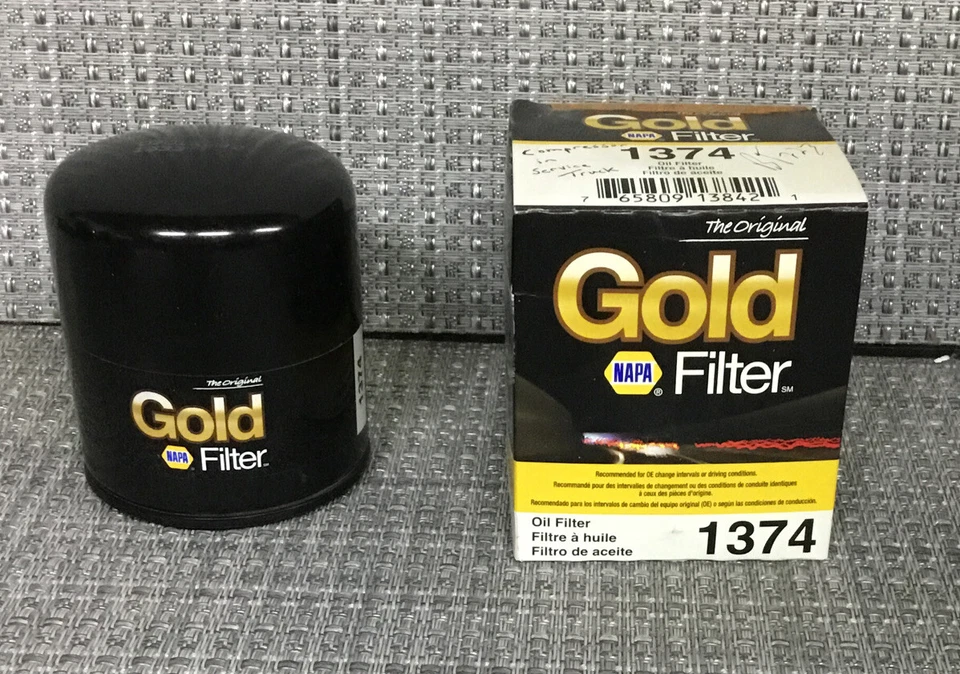 The Original
Gold
NAPA Filter
1374
Gold
NAPA Filter
1374
Compression
in
Service
Truck
Oil Filter
Filtre à huile
Filtro de aceite
7 65809 13842 1
The Original
Gold
NAPA® Filter SM
Recommended for OE change intervals or driving conditions.
Recommandé pour des intervalles de changement ou des conditions de conduite identiques
à ceux des pièces d'origine.
Recomendado para los intervalos de cambio del equipo original (OE) o según las condiciones de conducción.
Oil Filter
Filtre à huile
Filtro de aceite
1374